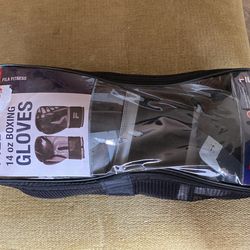 FILA FITNESS
14 OZ BOXING
GLOVES